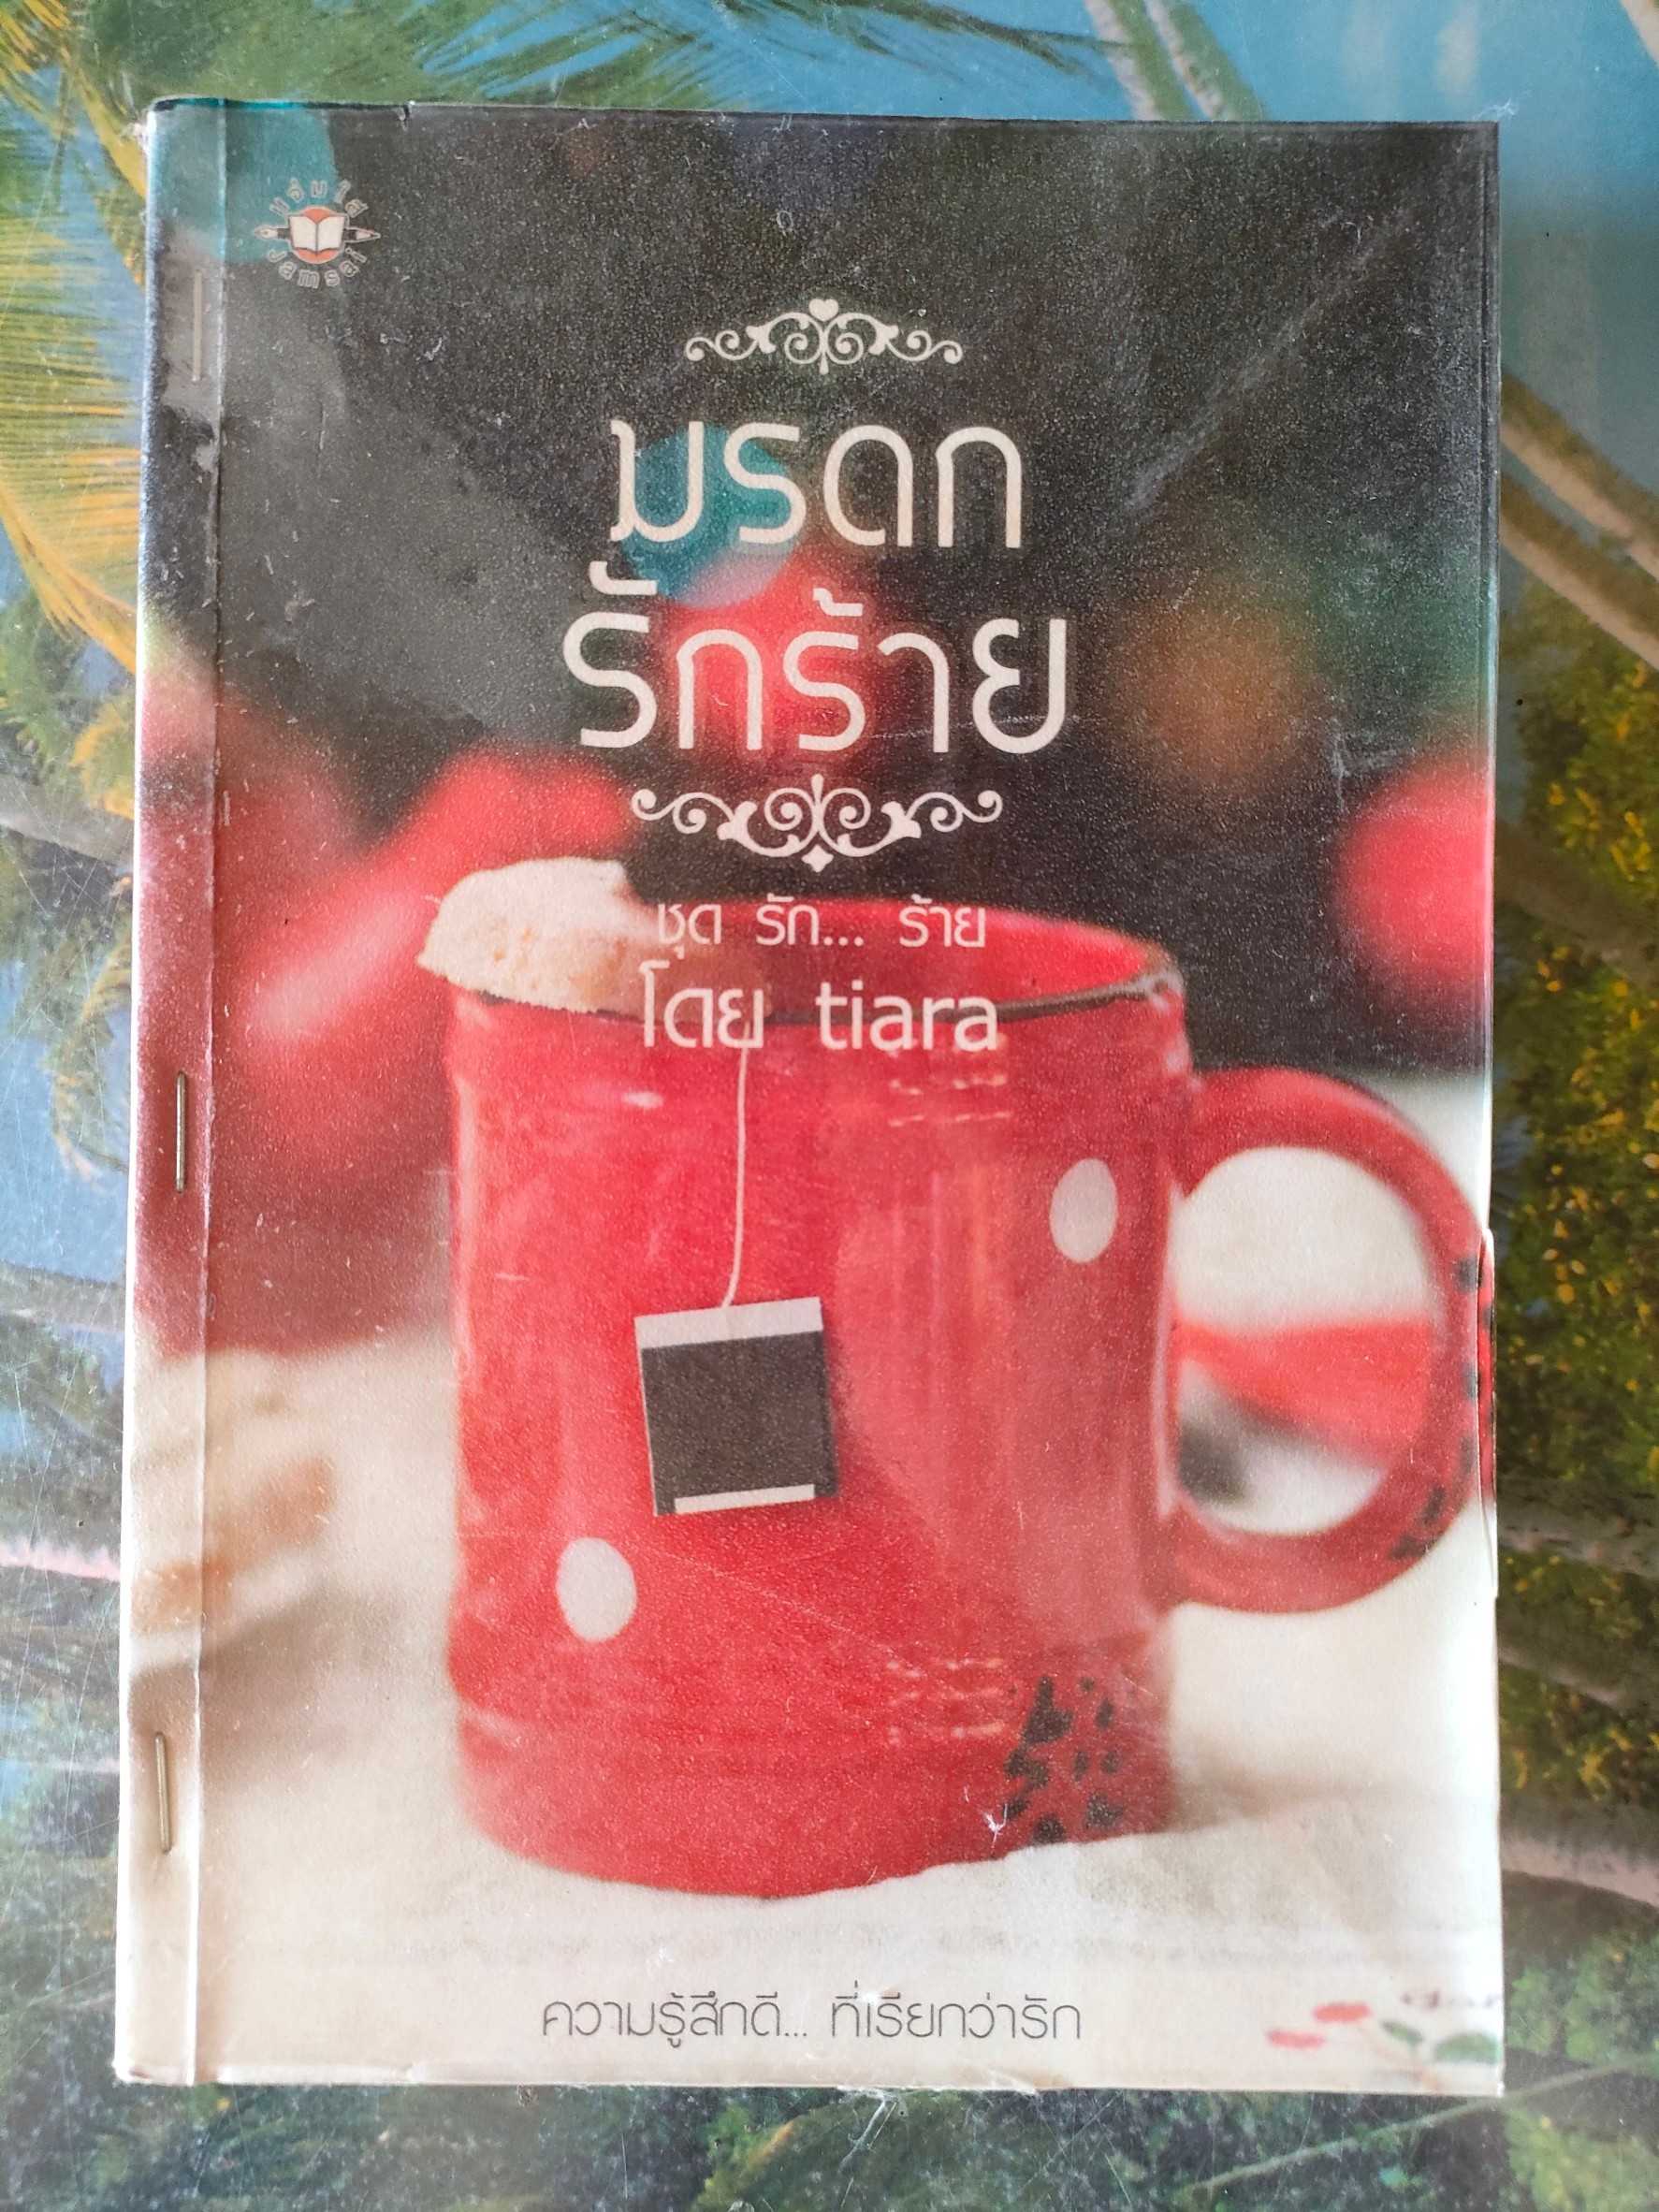 แจ่มใส
Jamsai
มรดก
รักร้าย
ชุด รัก... ร้าย
โดย tiara
ความรู้สึกดี... ที่เรียกว่ารัก